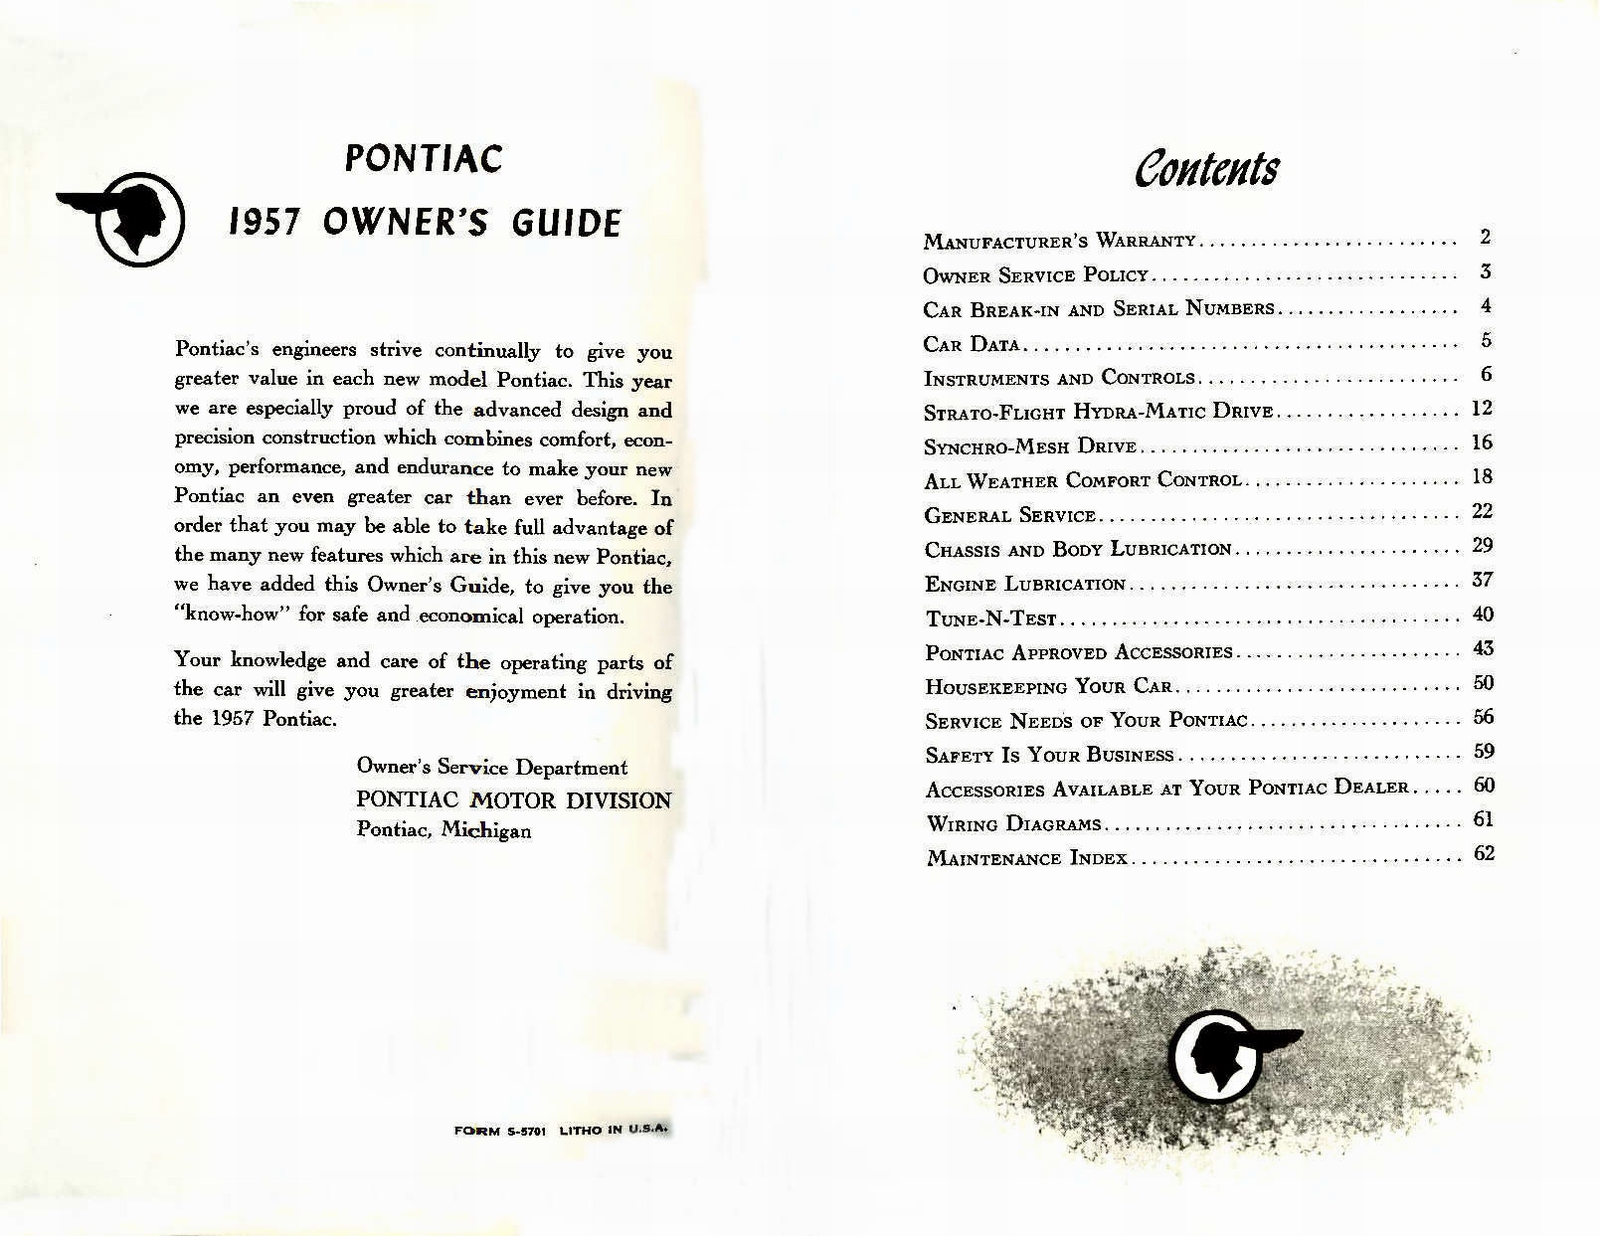 PONTIAC
1957 OWNER'S GUIDE
Pontiac's engineers strive continually to give you
greater value in each new model Pontiac. This year
we are especially proud of the advanced design and
precision construction which combines comfort, econ-
omy, performance, and endurance to make your new
Pontiac an even greater car than ever before. In
order that you may be able to take full advantage of
the many new features which are in this new Pontiac,
we have added this Owner's Guide, to give you the
"know-how" for safe and economical operation.
Your knowledge and care of the operating parts of
the car will give you greater enjoyment in driving
the 1957 Pontiac.
Owner's Service Department
PONTIAC MOTOR DIVISION
Pontiac, Michigan
FORM S-5701 LITHO IN U.S.A.
Contents
MANUFACTURER'S WARRANTY......................... 2
OWNER SERVICE POLICY.............................. 3
CAR BREAK-IN AND SERIAL NUMBERS.................. 4
CAR DATA.......................................... 5
INSTRUMENTS AND CONTROLS......................... 6
STRATO-FLIGHT HYDRA-MATIC DRIVE.................. 12
SYNCHRO-MESH DRIVE............................... 16
ALL WEATHER COMFORT CONTROL..................... 18
GENERAL SERVICE................................... 22
CHASSIS AND BODY LUBRICATION...................... 29
ENGINE LUBRICATION................................ 37
TUNE-N-TEST....................................... 40
PONTIAC APPROVED ACCESSORIES...................... 43
HOUSEKEEPING YOUR CAR............................ 50
SERVICE NEEDS OF YOUR PONTIAC..................... 56
SAFETY IS YOUR BUSINESS............................ 59
ACCESSORIES AVAILABLE AT YOUR PONTIAC DEALER..... 60
WIRING DIAGRAMS................................... 61
MAINTENANCE INDEX................................ 62